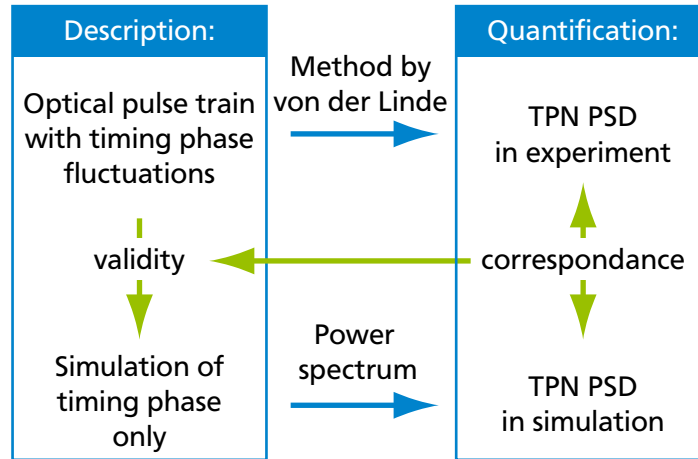 Description:
Quantification:
Optical pulse train
with timing phase
fluctuations
Method by
von der Linde
TPN PSD
in experiment
validity
correspondance
Simulation of
timing phase
only
Power
spectrum
TPN PSD
in simulation